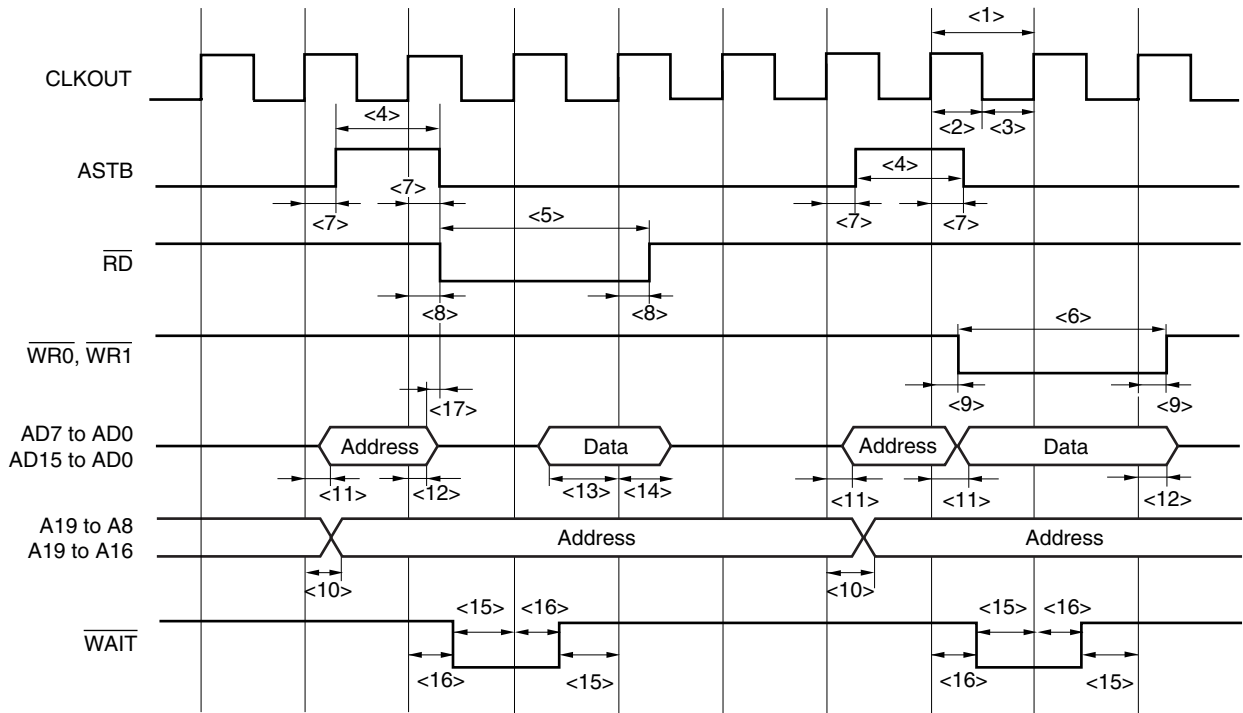 <1>
CLKOUT
<2> <3>
<4>
ASTB
<4>
<7>
<7> <7> <7>
<5>
RD
<8> <8>
<6>
WR0, WR1
<9> <9>
<17>
AD7 to AD0
AD15 to AD0
Address Data Address Data
<11> <12> <13> <14> <11> <11> <12>
A19 to A8
A19 to A16
Address Address
<10> <10>
<15> <16> <15> <16>
WAIT
<16> <15> <16> <15>